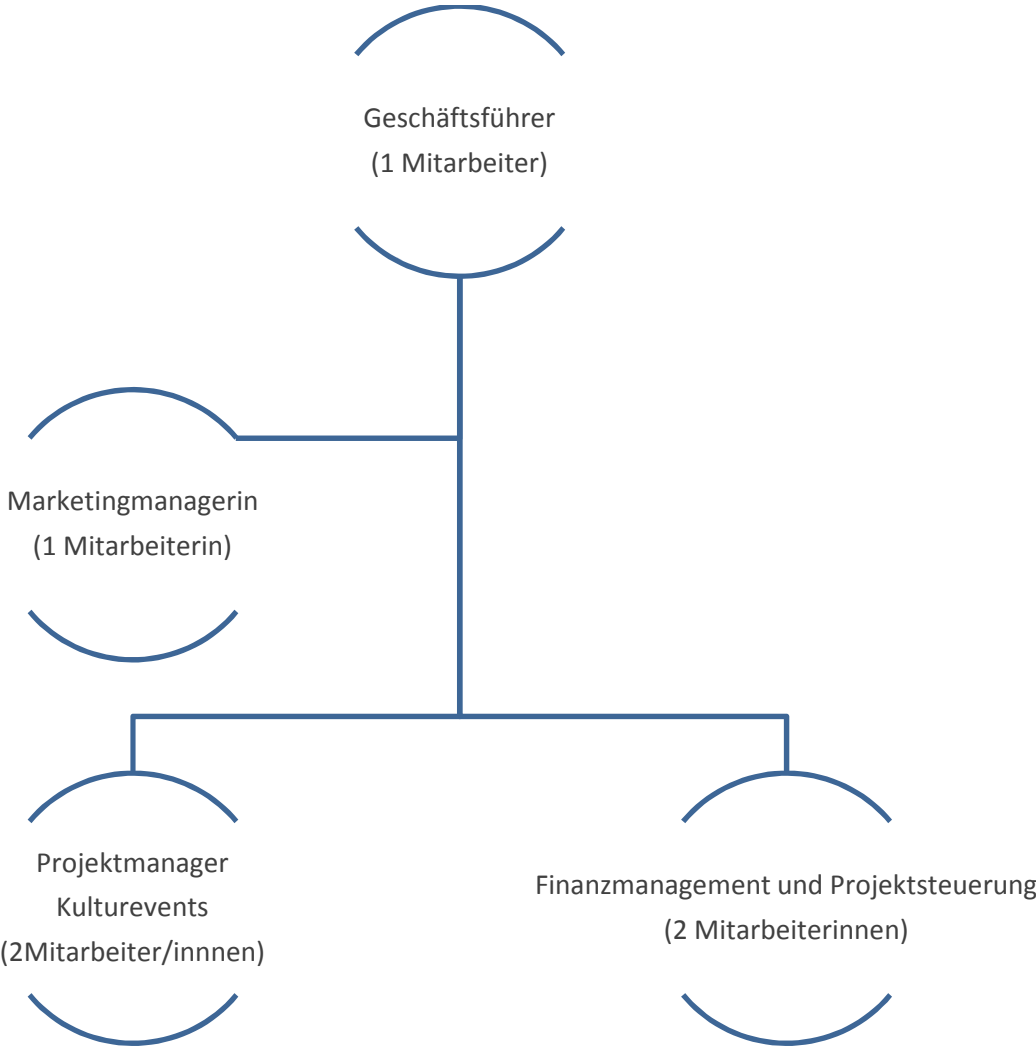 Geschäftsführer
(1 Mitarbeiter)
Marketingmanagerin
(1 Mitarbeiterin)
Projektmanager
Kulturevents
(2Mitarbeiter/innnen)
Finanzmanagement und Projektsteuerung
(2 Mitarbeiterinnen)